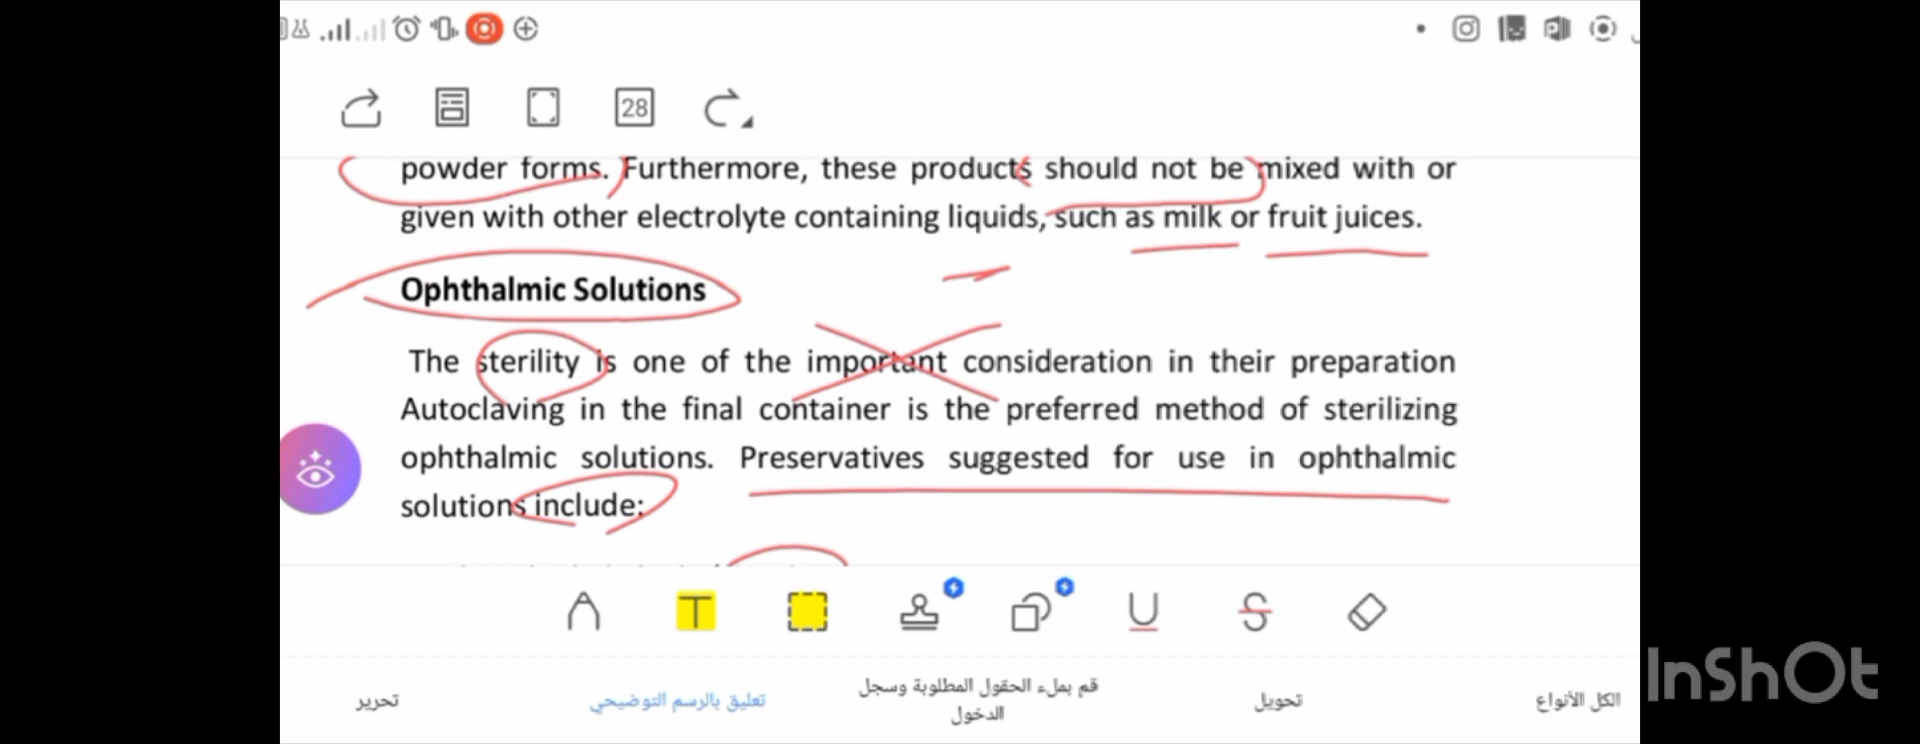 28
powder forms. Furthermore, these products should not be mixed with or
given with other electrolyte containing liquids, such as milk or fruit juices.
Ophthalmic Solutions
The sterility is one of the important consideration in their preparation
Autoclaving in the final container is the preferred method of sterilizing
ophthalmic solutions. Preservatives suggested for use in ophthalmic
solutions include:
T U S
الكل الأنواع
تحويل
قم بملء الحقول المطلوبة وسجل
الدخول
تعليق بالرسم التوضيحي
تحرير
InShOt